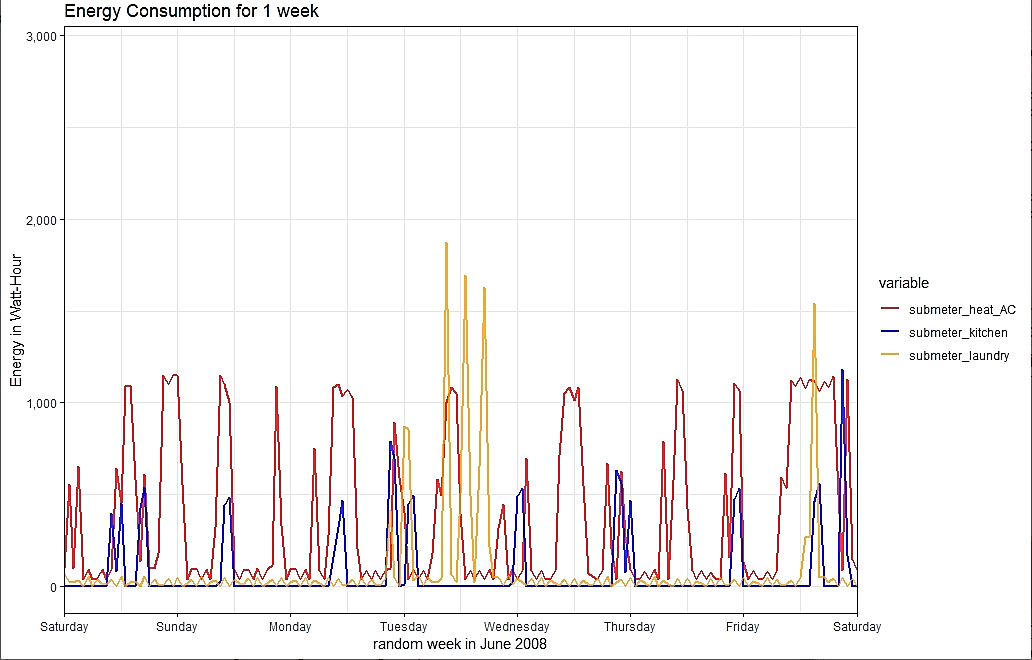 Energy Consumption for 1 week
3,000
2,000
1,000
0
Energy in Watt-Hour
Saturday Sunday Monday Tuesday Wednesday Thursday Friday Saturday
random week in June 2008
variable
submeter_heat_AC
submeter_kitchen
submeter_laundry